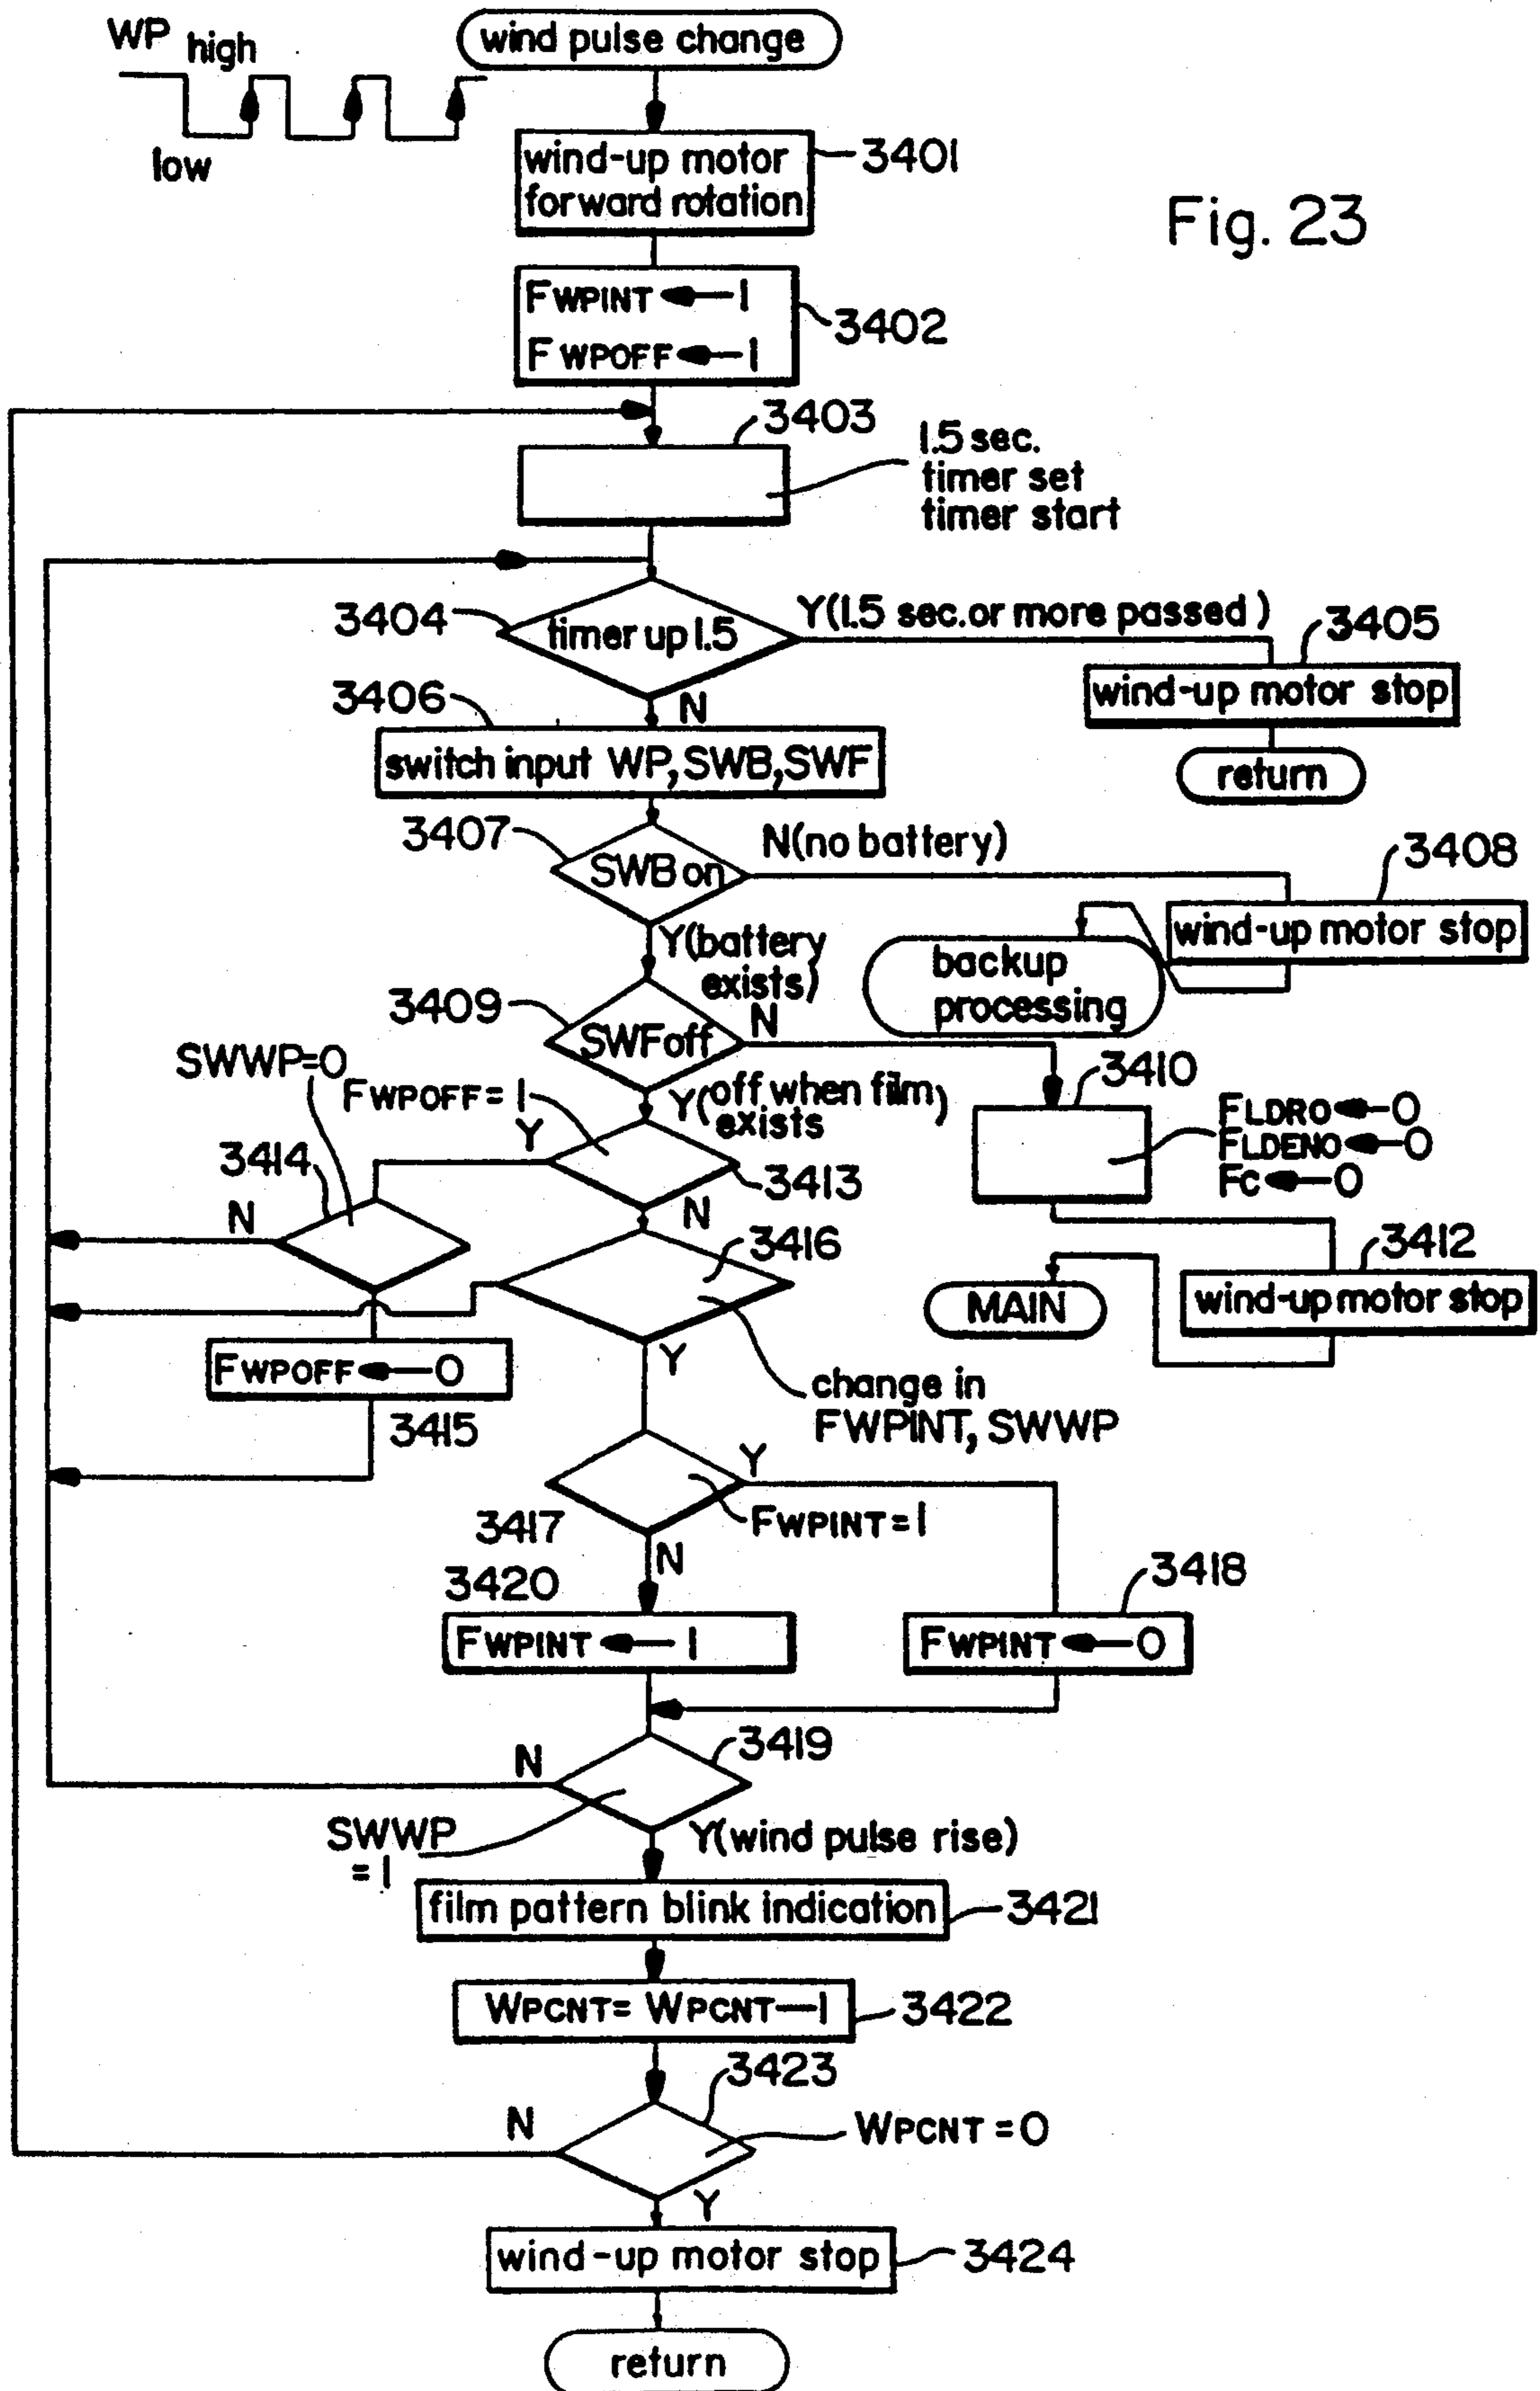 WP high
low
wind pulse change
wind-up motor
forward rotation
3401
Fig. 23
FWPINT ← 1
FWPOFF ← 1
3402
3403
1.5 sec.
timer set
timer start
3404
timer up 1.5
Y(1.5 sec. or more passed)
3405
wind-up motor stop
return
N
3406
switch input WP, SWB, SWF
3407
SWB on
N(no battery)
3408
wind-up motor stop
backup
processing
Y(battery
exists)
3409
SWF off
N
3410
FLDRO ← 0
FLDENO ← 0
FC ← 0
3412
wind-up motor stop
MAIN
Y(off when film)
exists
SWWP=0
FWPOFF=1
Y
3413
N
3414
N
FWPOFF ← 0
3415
3416
Y
change in
FWPINT, SWWP
3417
Y
FWPINT=1
N
3420
FWPINT ← 1
3418
FWPINT ← 0
3419
N
SWWP
=1
Y(wind pulse rise)
film pattern blink indication
3421
WPCNT= WPCNT—1
3422
3423
N
WPCNT=0
Y
wind-up motor stop
3424
return